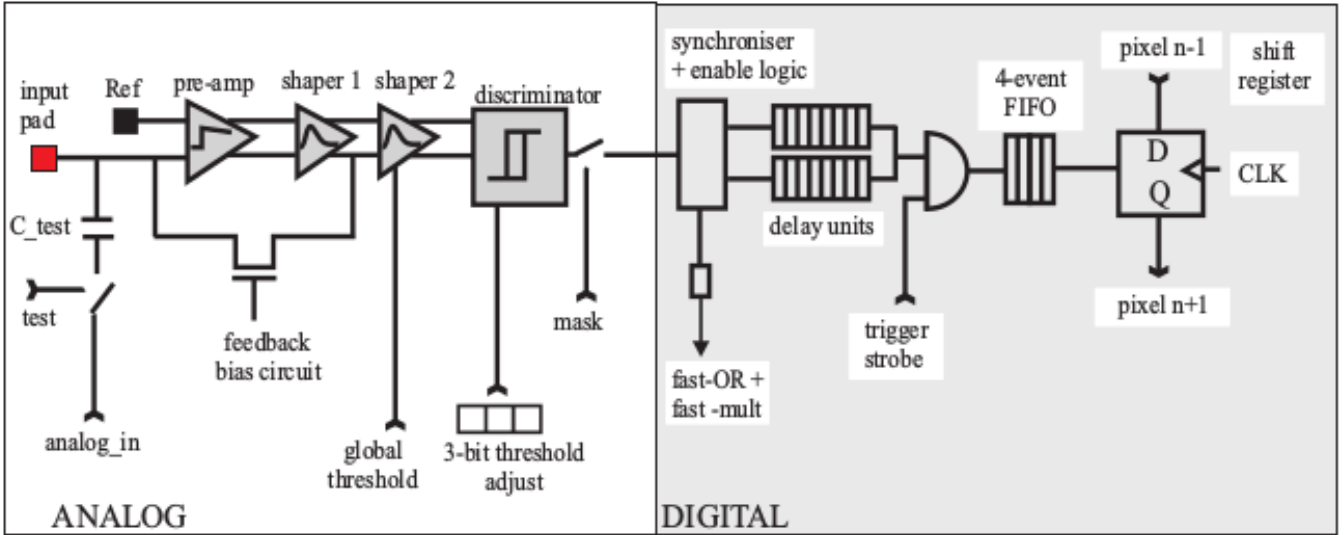 input
pad
Ref
pre-amp
shaper 1
shaper 2
discriminator
C_test
test
analog_in
feedback
bias circuit
global
threshold
3-bit threshold
adjust
mask
ANALOG
synchroniser
+ enable logic
delay units
fast-OR +
fast -mult
trigger
strobe
4-event
FIFO
pixel n-1
shift
register
D
Q
CLK
pixel n+1
DIGITAL